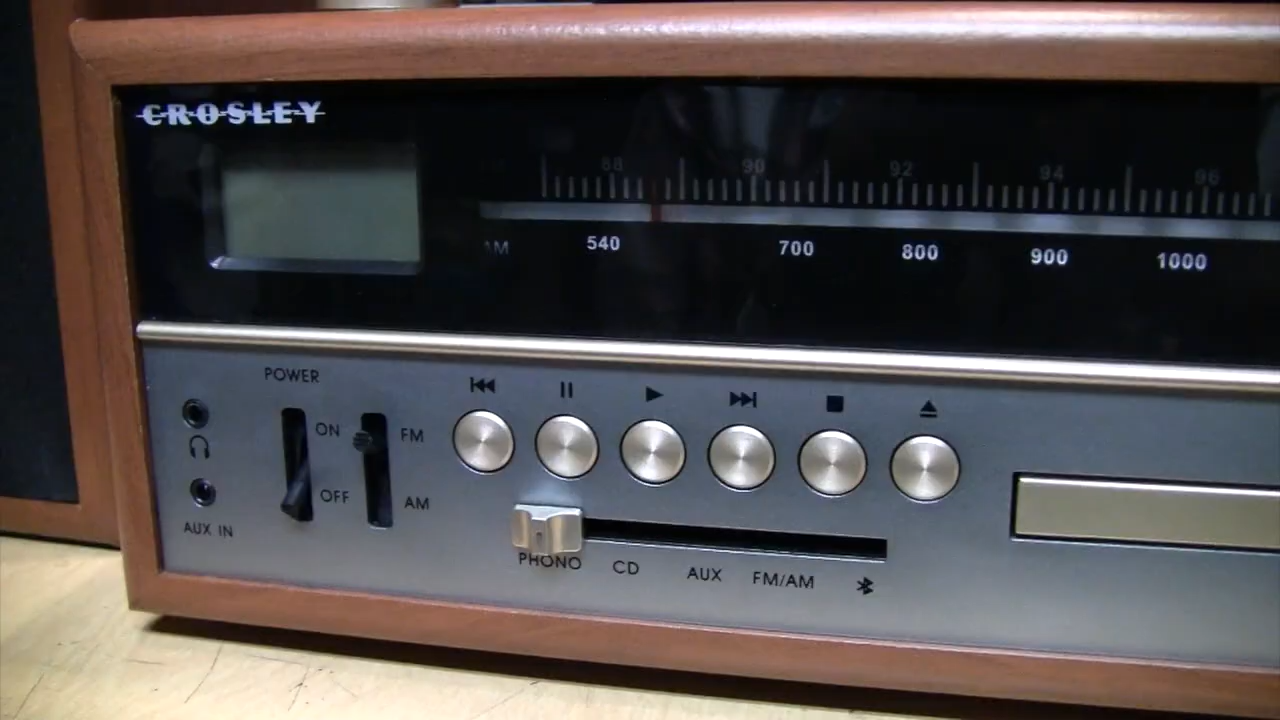 CROSLEY
88 90 92 94 96
AM 540 700 800 900 1000
POWER
ON
OFF
FM
AM
AUX IN
PHONO CD AUX FM/AM